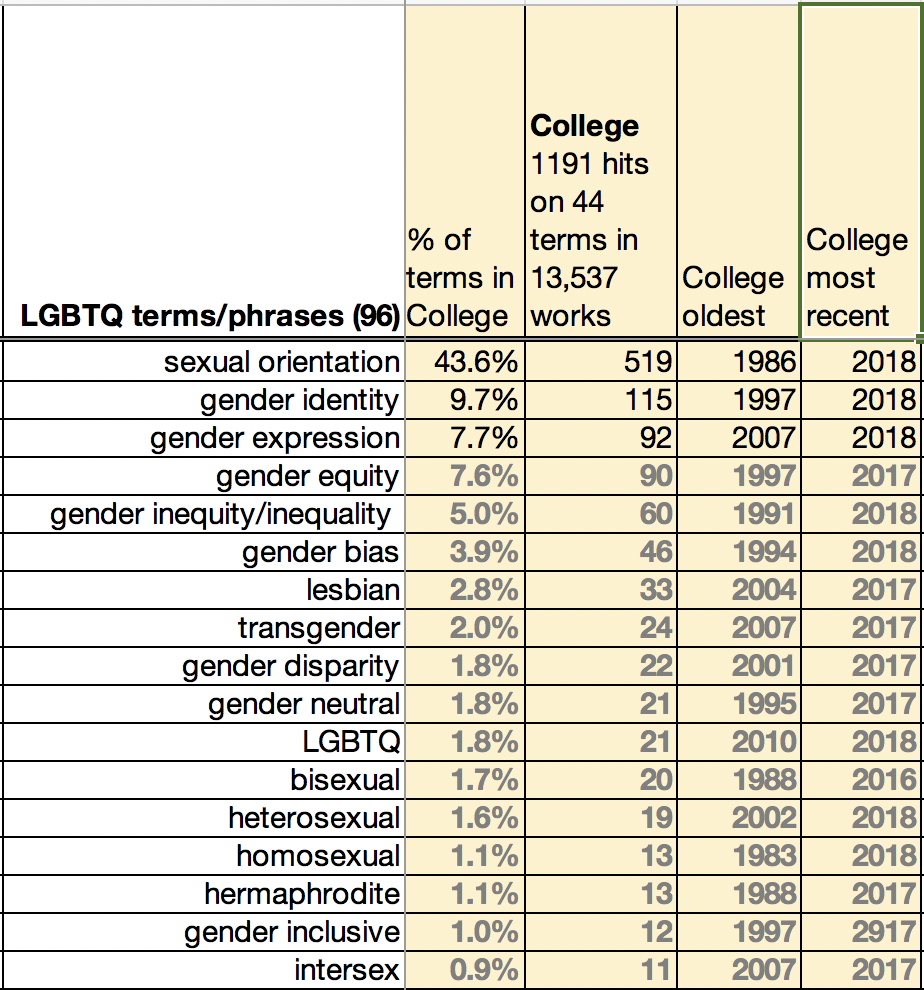 LGBTQ terms/phrases (96) % of terms in College College 1191 hits on 44 terms in 13,537 works College oldest College most recent
sexual orientation 43.6% 519 1986 2018
gender identity 9.7% 115 1997 2018
gender expression 7.7% 92 2007 2018
gender equity 7.6% 90 1997 2017
gender inequity/inequality 5.0% 60 1991 2018
gender bias 3.9% 46 1994 2018
lesbian 2.8% 33 2004 2017
transgender 2.0% 24 2007 2017
gender disparity 1.8% 22 2001 2017
gender neutral 1.8% 21 1995 2017
LGBTQ 1.8% 21 2010 2018
bisexual 1.7% 20 1988 2016
heterosexual 1.6% 19 2002 2018
homosexual 1.1% 13 1983 2018
hermaphrodite 1.1% 13 1988 2017
gender inclusive 1.0% 12 1997 2917
intersex 0.9% 11 2007 2017